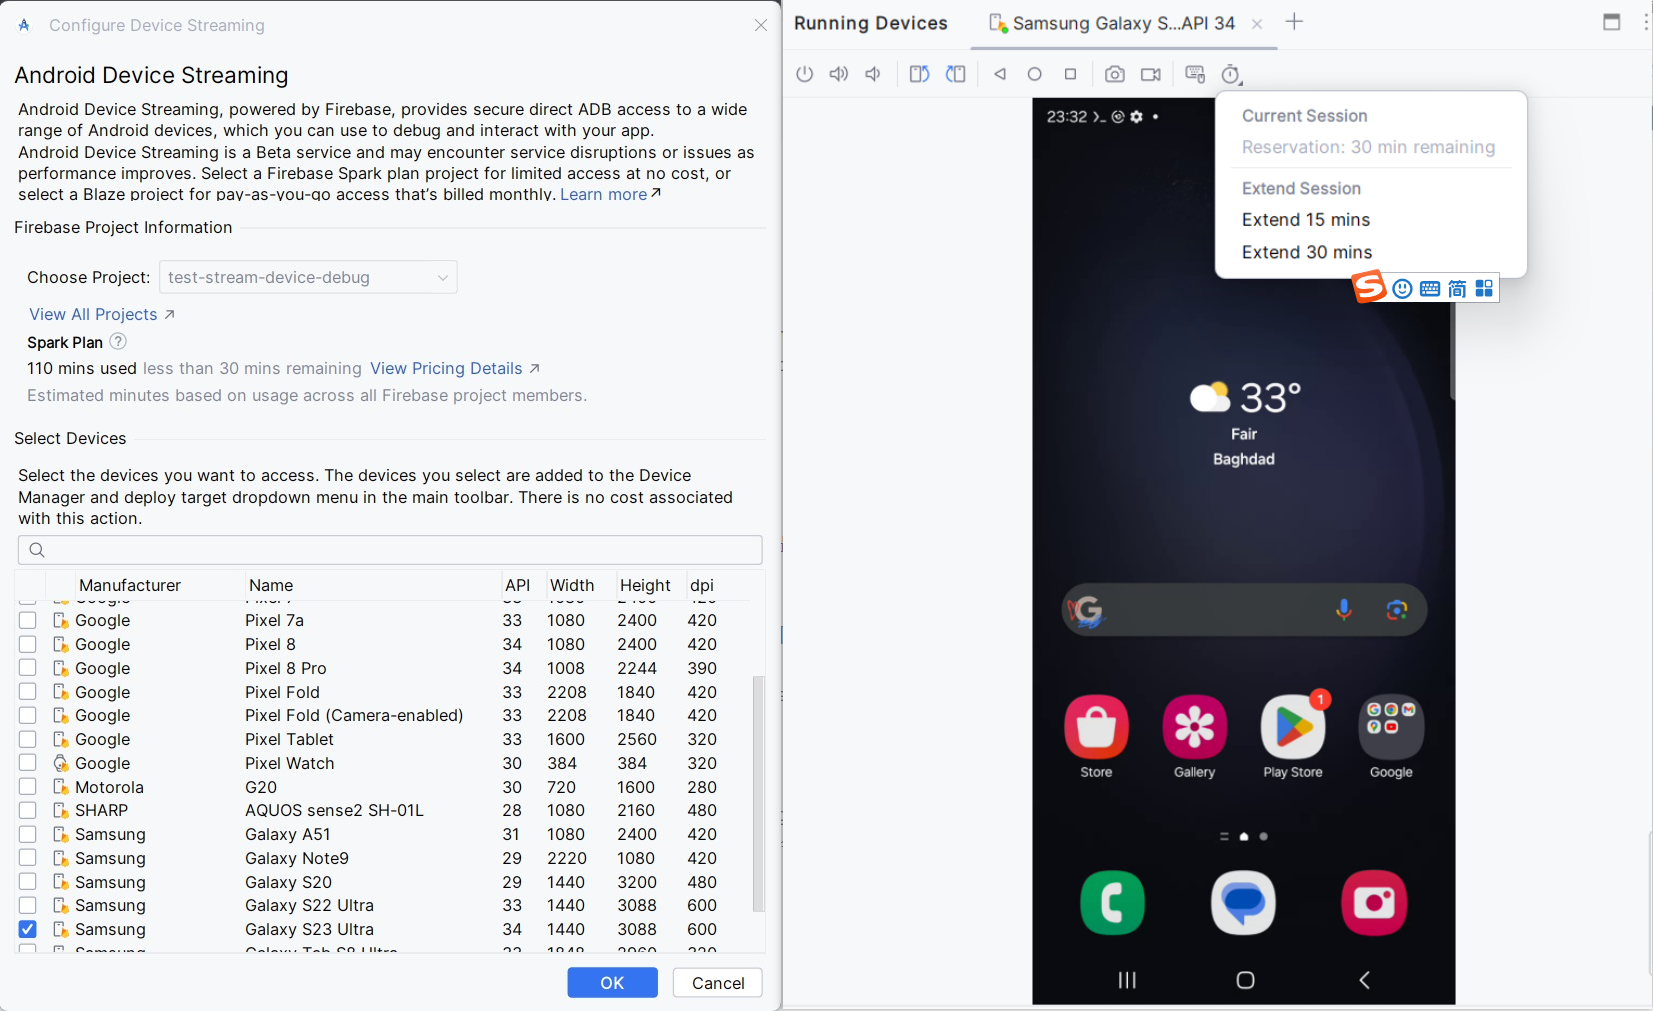 Configure Device Streaming
Android Device Streaming
Android Device Streaming, powered by Firebase, provides secure direct ADB access to a wide
range of Android devices, which you can use to debug and interact with your app.
Android Device Streaming is a Beta service and may encounter service disruptions or issues as
performance improves. Select a Firebase Spark plan project for limited access at no cost, or
select a Blaze project for pay-as-you-go access that's billed monthly. Learn more↗
Firebase Project Information
Choose Project: test-stream-device-debug
View All Projects ↗
Spark Plan ?
110 mins used less than 30 mins remaining View Pricing Details ↗
Estimated minutes based on usage across all Firebase project members.
Select Devices
Select the devices you want to access. The devices you select are added to the Device
Manager and deploy target dropdown menu in the main toolbar. There is no cost associated
with this action.
Manufacturer Name API Width Height dpi
Google Pixel 7a 33 1080 2400 420
Google Pixel 8 34 1080 2400 420
Google Pixel 8 Pro 34 1008 2244 390
Google Pixel Fold 33 2208 1840 420
Google Pixel Fold (Camera-enabled) 33 2208 1840 420
Google Pixel Tablet 33 1600 2560 320
Google Pixel Watch 30 384 384 320
Motorola G20 30 720 1600 280
SHARP AQUOS sense2 SH-01L 28 1080 2160 480
Samsung Galaxy A51 31 1080 2400 420
Samsung Galaxy Note9 29 2220 1080 420
Samsung Galaxy S20 29 1440 3200 480
Samsung Galaxy S22 Ultra 33 1440 3088 600
Samsung Galaxy S23 Ultra 34 1440 3088 600
Galaxy Tab S8 Ultra
OK Cancel
Running Devices Samsung Galaxy S...API 34
Current Session
Reservation: 30 min remaining
Extend Session
Extend 15 mins
Extend 30 mins
简
23:32
33°
Fair
Baghdad
1
Store Gallery Play Store Google